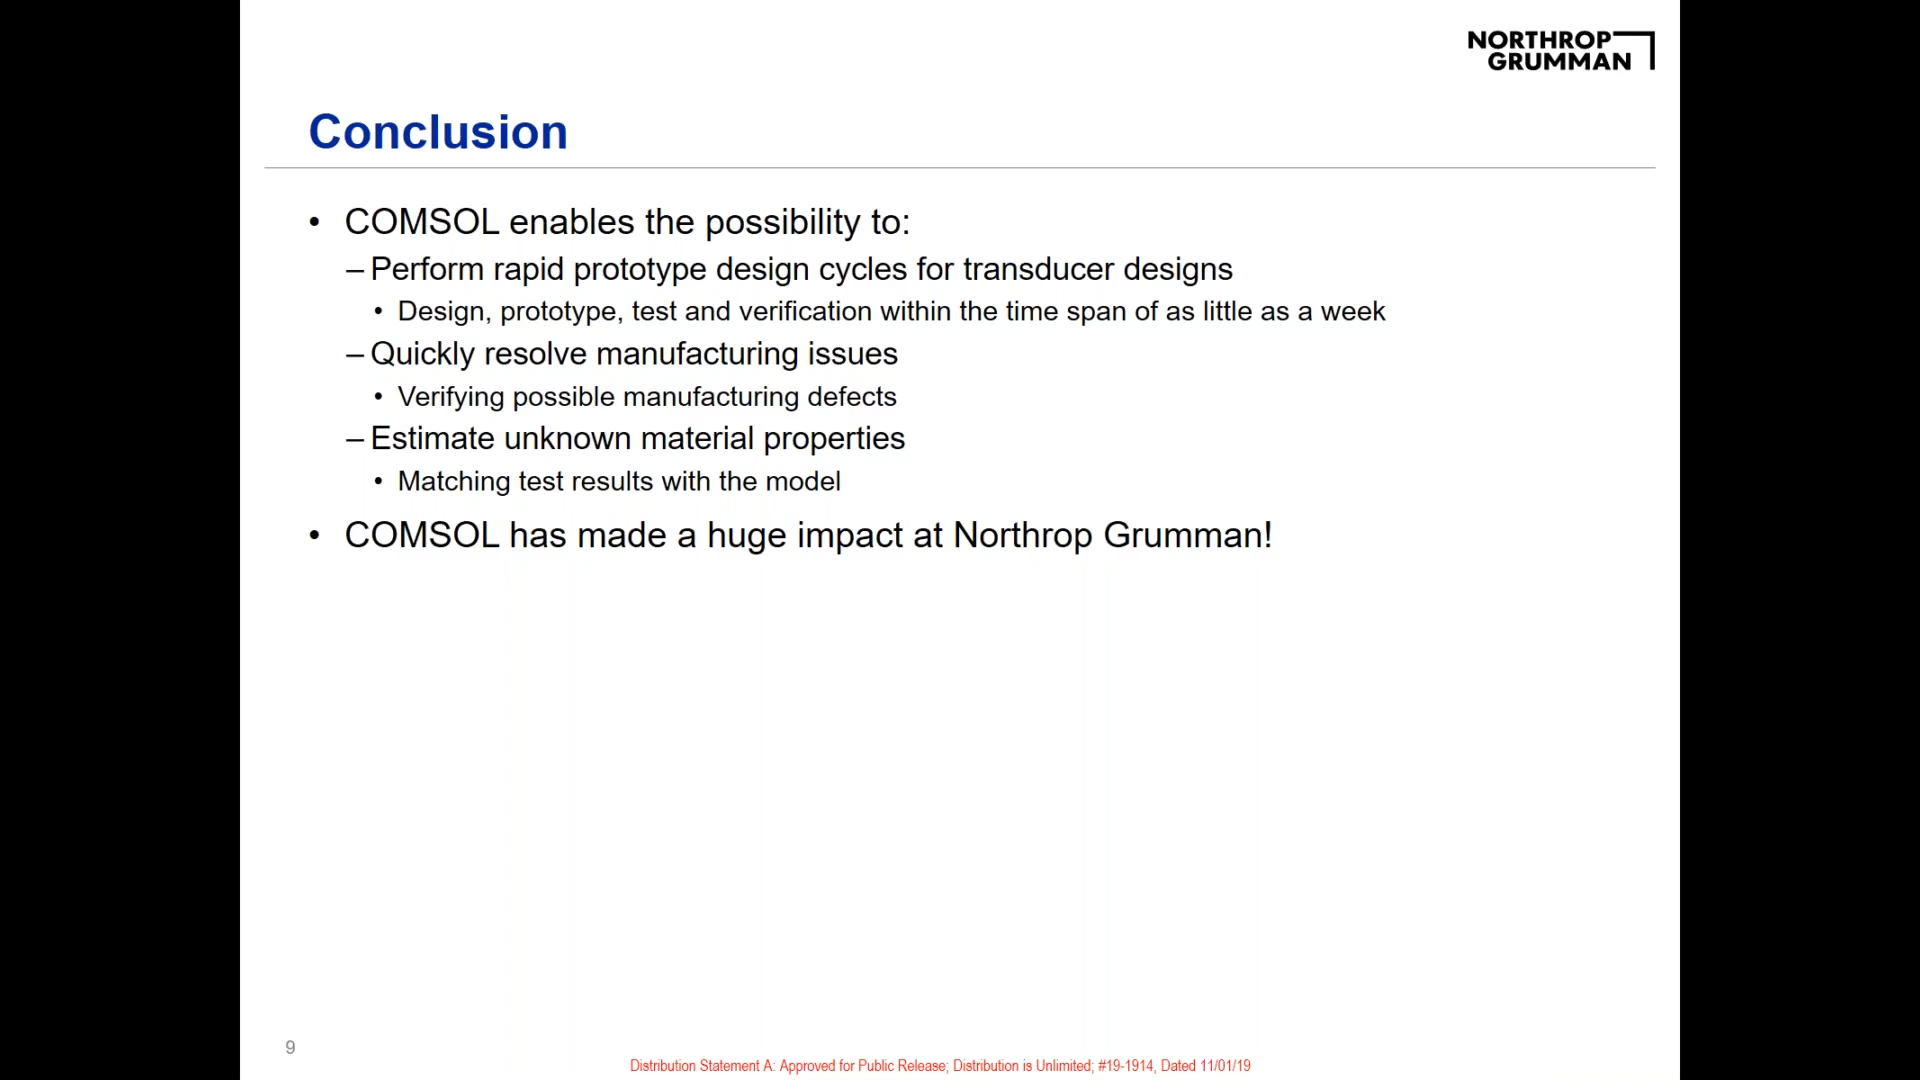 NORTHROP
GRUMMAN
Conclusion
• COMSOL enables the possibility to:
– Perform rapid prototype design cycles for transducer designs
• Design, prototype, test and verification within the time span of as little as a week
– Quickly resolve manufacturing issues
• Verifying possible manufacturing defects
– Estimate unknown material properties
• Matching test results with the model
• COMSOL has made a huge impact at Northrop Grumman!
9
Distribution Statement A: Approved for Public Release; Distribution is Unlimited; #19-1914, Dated 11/01/19